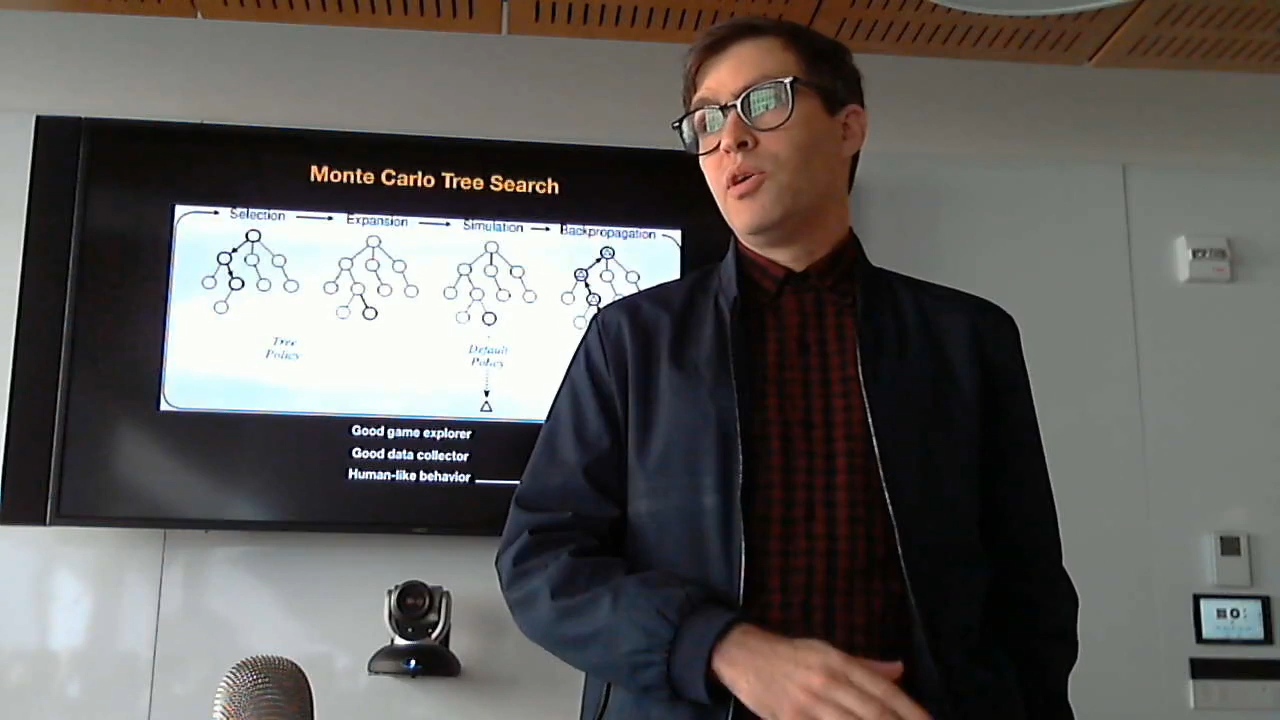 Monte Carlo Tree Search
Selection Expansion Simulation Backpropagation
Tree
Policy
Default
Policy
Good game explorer
Good data collector
Human-like behavior